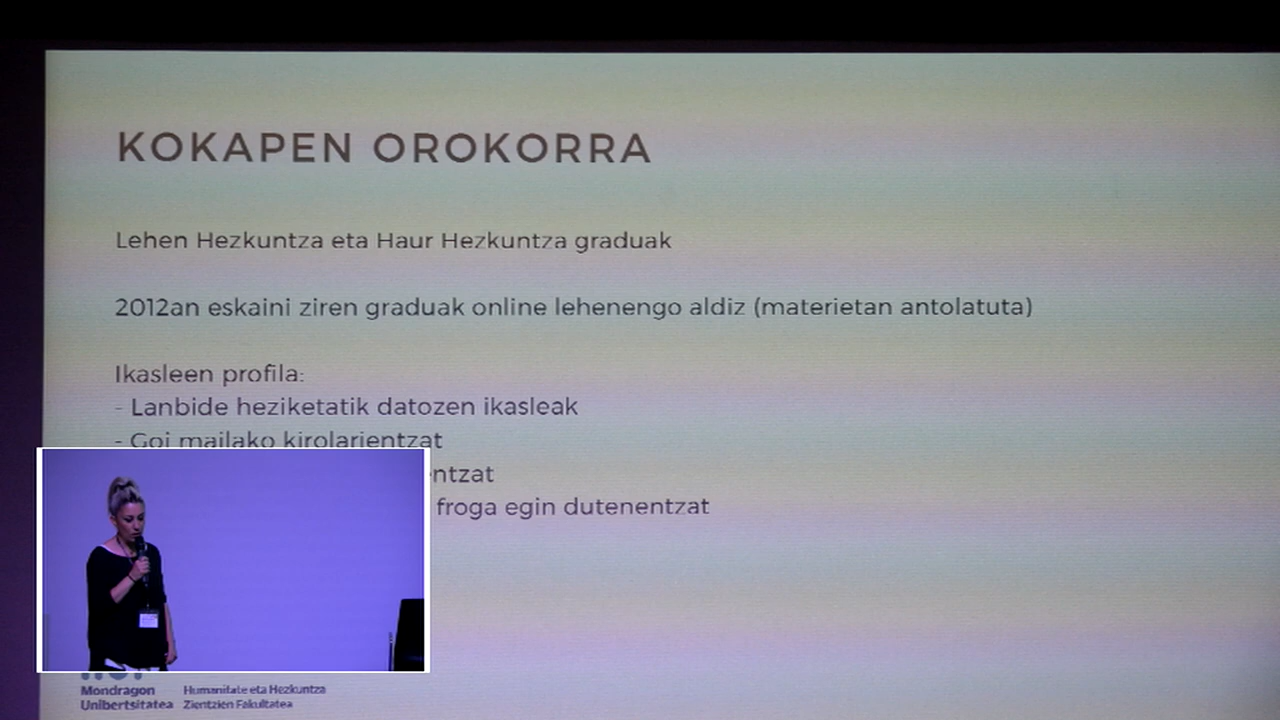 KOKAPEN OROKORRA
Lehen Hezkuntza eta Haur Hezkuntza graduak
2012an eskaini ziren graduak online lehenengo aldiz (materietan antolatuta)
Ikasleen profila:
- Lanbide heziketatik datozen ikasleak
- Goi mailako kirolarientzat
entzat
froga egin dutenentzat
Mondragon
Unibertsitatea
Humanitate eta Hezkuntza
Zientzien Fakultatea